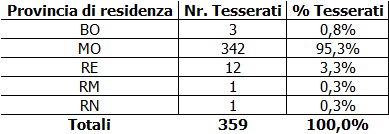 Provincia di residenza Nr. Tesserati % Tesserati
BO 3 0,8%
MO 342 95,3%
RE 12 3,3%
RM 1 0,3%
RN 1 0,3%
Totali 359 100,0%